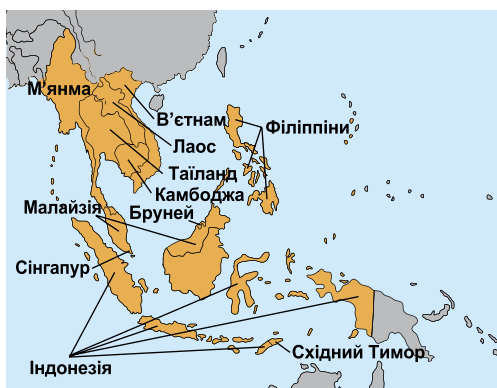 М’янма
В’єтнам
Філіппіни
Лаос
Таїланд
Камбоджа
Малайзія
Бруней
Сінгапур
Східний Тимор
Індонезія